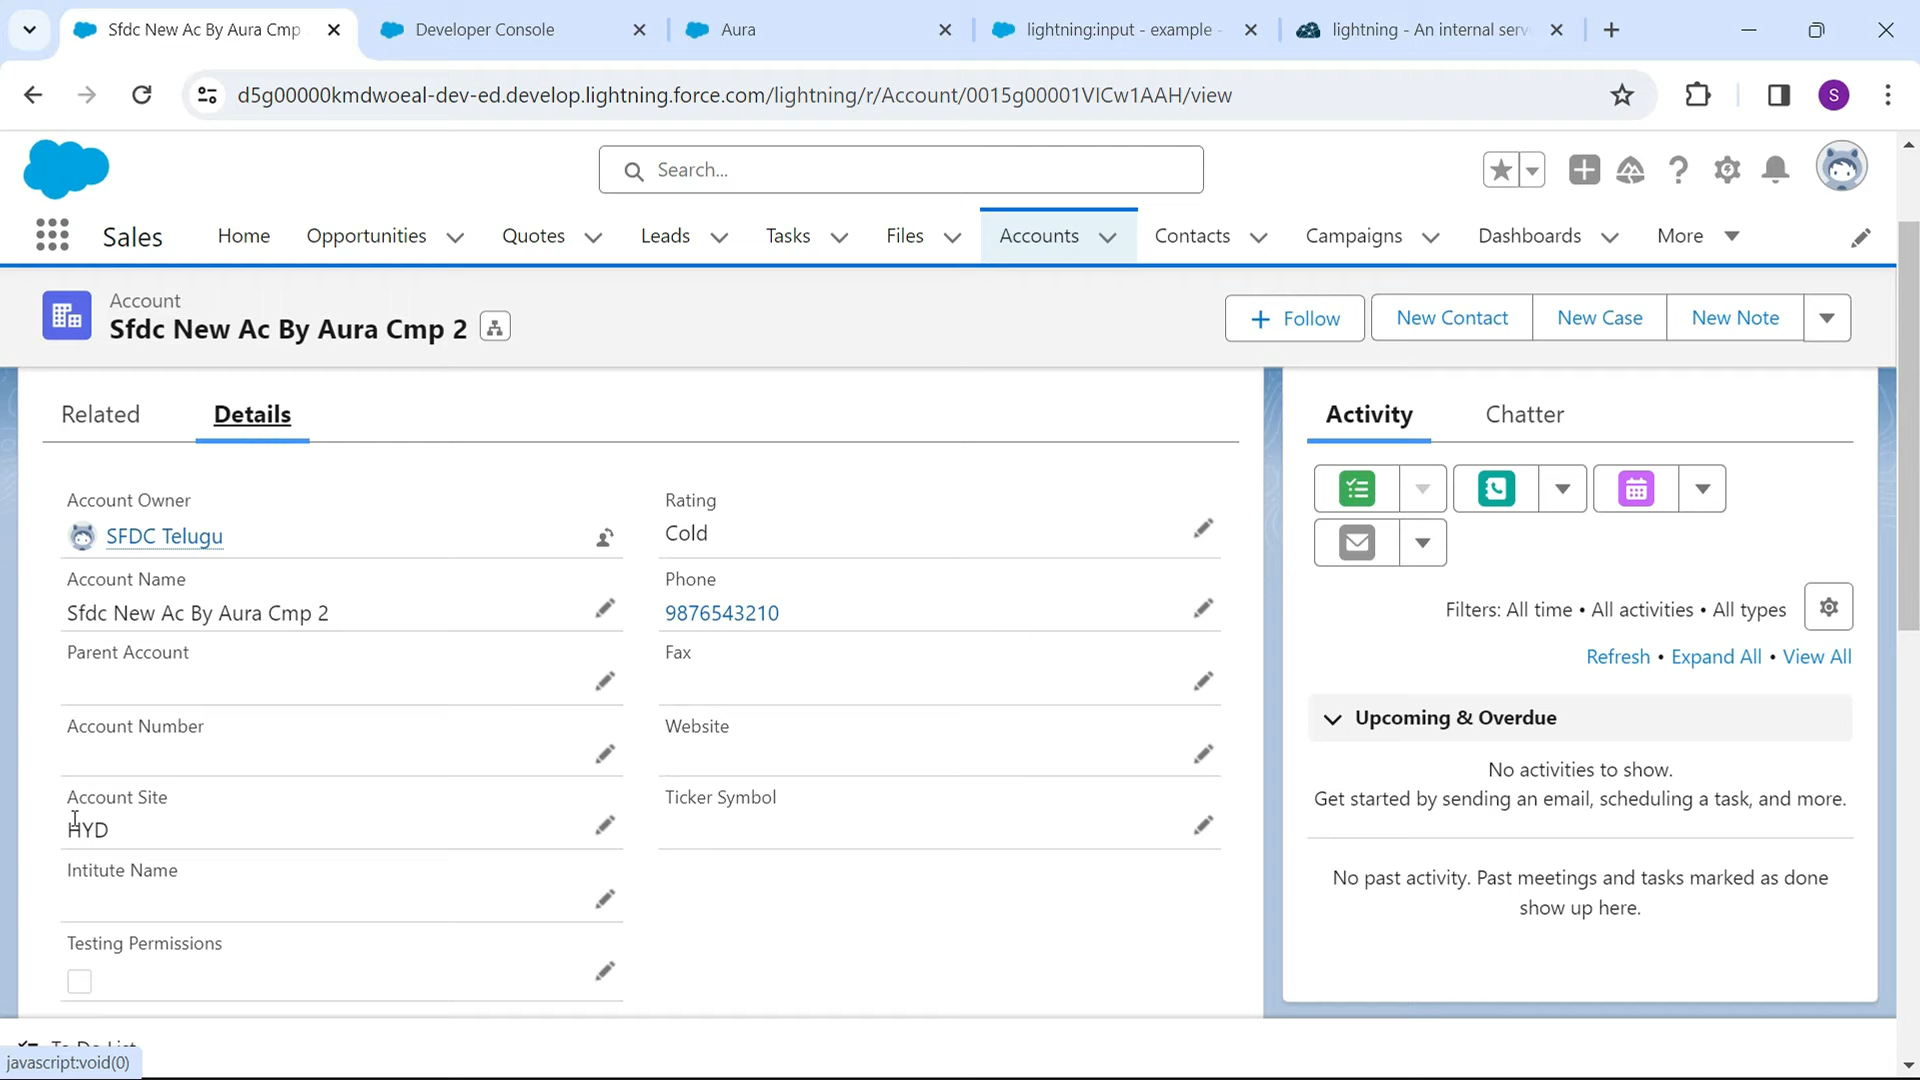 Sfdc New Ac By Aura Cmp
Developer Console
Aura
lightning:input - example -
lightning - An internal serv
d5g00000kmdwoeal-dev-ed.develop.lightning.force.com/lightning/r/Account/0015g00001VICw1AAH/view
S
Search...
Sales
Home
Opportunities
Quotes
Leads
Tasks
Files
Accounts
Contacts
Campaigns
Dashboards
More
Account
Sfdc New Ac By Aura Cmp 2
Follow
New Contact
New Case
New Note
Related
Details
Account Owner
SFDC Telugu
Rating
Cold
Account Name
Sfdc New Ac By Aura Cmp 2
Phone
9876543210
Parent Account
Fax
Account Number
Website
Account Site
HYD
Ticker Symbol
Intitute Name
Testing Permissions
Activity
Chatter
Filters: All time • All activities • All types
Refresh • Expand All • View All
Upcoming & Overdue
No activities to show.
Get started by sending an email, scheduling a task, and more.
No past activity. Past meetings and tasks marked as done
show up here.
To Do List
javascript:void(0)